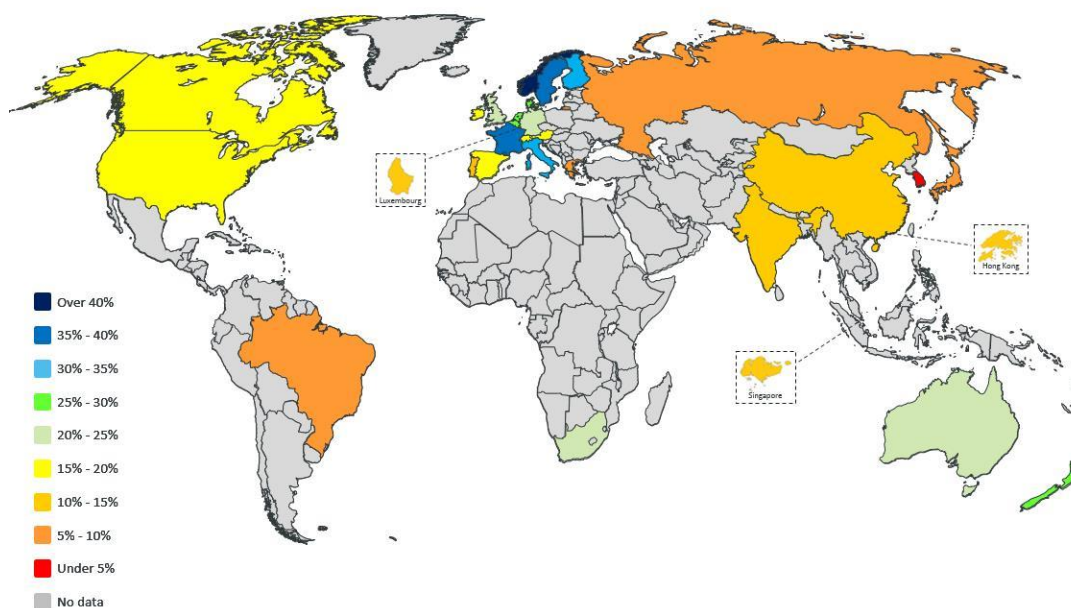 Luxembourg
Hong Kong
Singapore
Over 40%
35% - 40%
30% - 35%
25% - 30%
20% - 25%
15% - 20%
10% - 15%
5% - 10%
Under 5%
No data